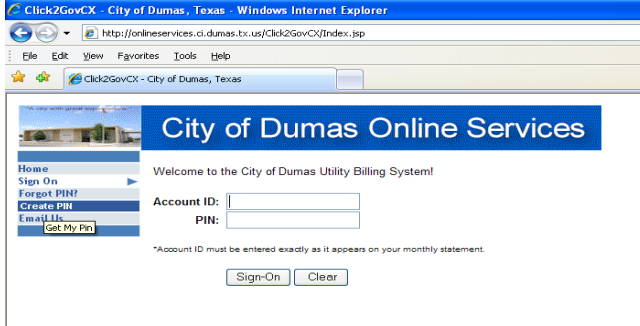 Click2GovCX - City of Dumas, Texas - Windows Internet Explorer
http://onlineservices.ci.dumas.tx.us/Click2GovCX/Index.jsp
File Edit View Favorites Tools Help
Click2GovCX - City of Dumas, Texas
City of Dumas Online Services
Home
Sign On
Forgot PIN?
Create PIN
Email Us
Get My Pin
Welcome to the City of Dumas Utility Billing System!
Account ID:
PIN:
*Account ID must be entered exactly as it appears on your monthly statement.
Sign-On Clear